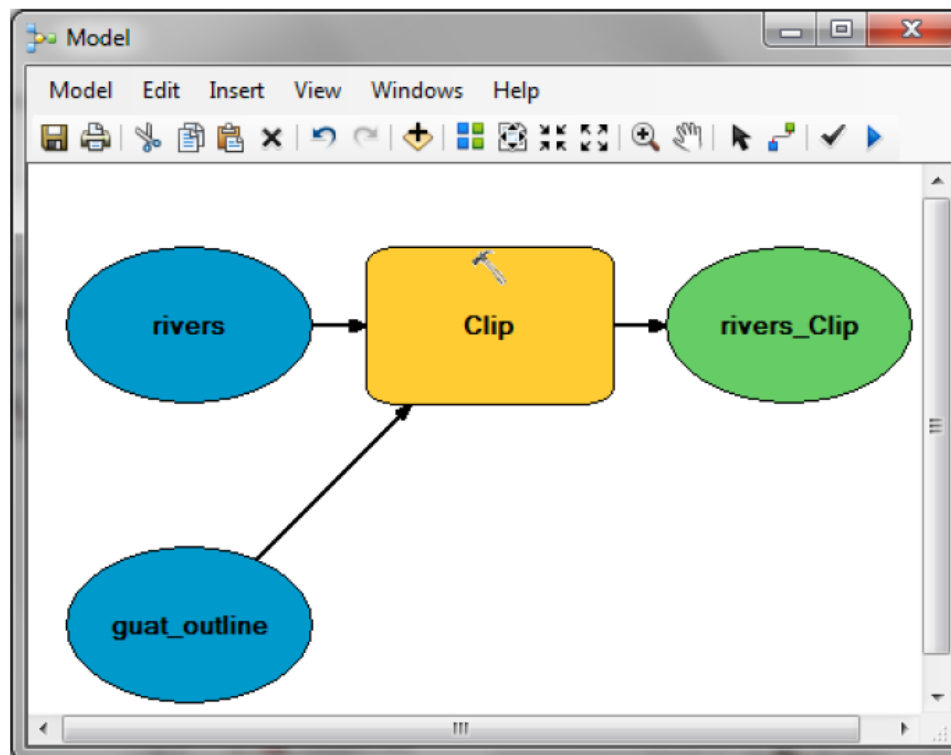 Model
Model Edit Insert View Windows Help
rivers
Clip
rivers_Clip
guat_outline